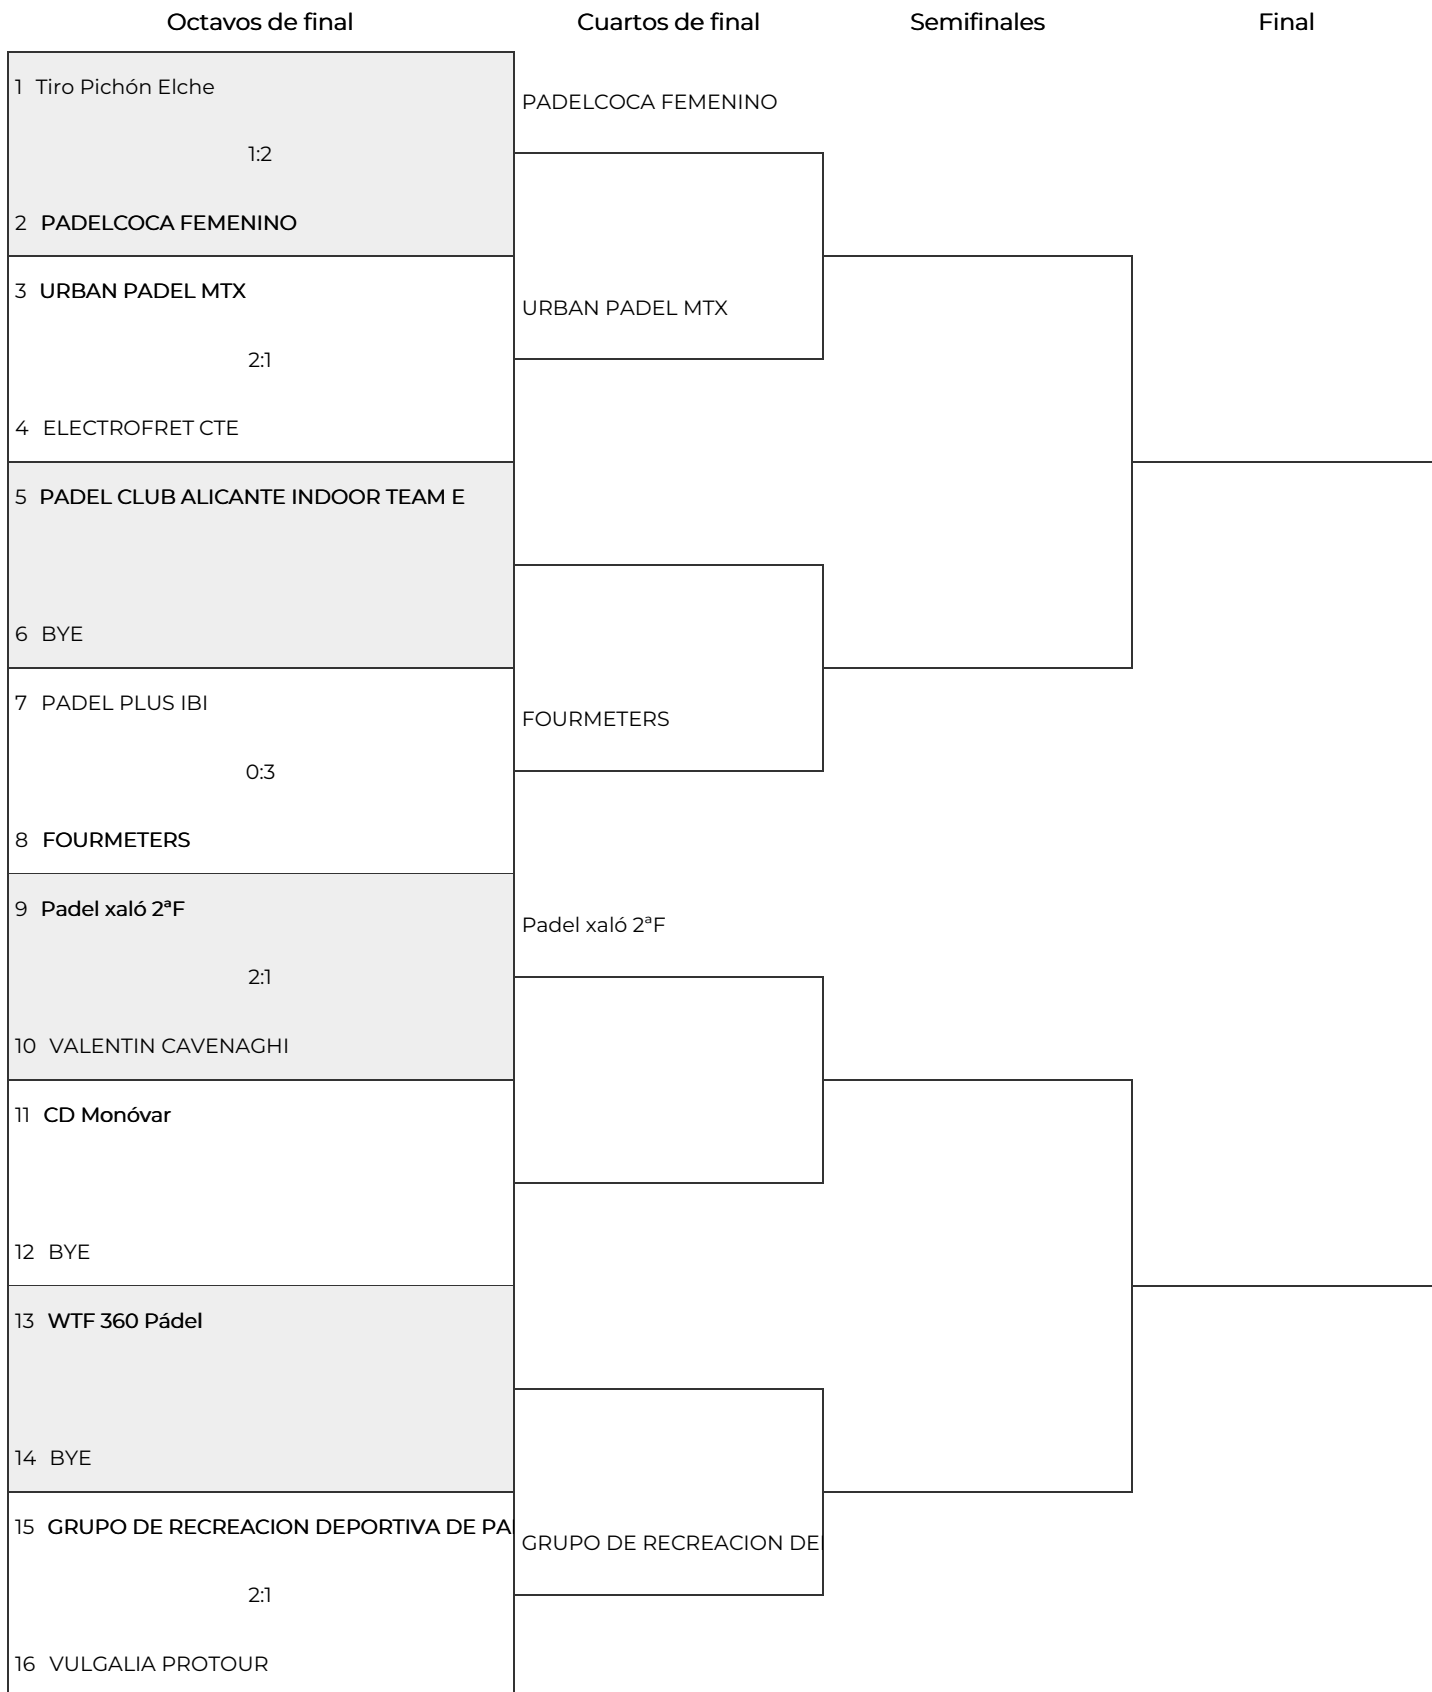 Octavos de final Cuartos de final Semifinales Final
1 Tiro Pichón Elche
PADELCOCA FEMENINO
1:2
2 PADELCOCA FEMENINO
3 URBAN PADEL MTX
URBAN PADEL MTX
2:1
4 ELECTROFRET CTE
5 PADEL CLUB ALICANTE INDOOR TEAM E
6 BYE
7 PADEL PLUS IBI
FOURMETERS
0:3
8 FOURMETERS
9 Padel xaló 2ªF
Padel xaló 2ªF
2:1
10 VALENTIN CAVENAGHI
11 CD Monóvar
12 BYE
13 WTF 360 Pádel
14 BYE
15 GRUPO DE RECREACION DEPORTIVA DE PA
GRUPO DE RECREACION DE
2:1
16 VULGALIA PROTOUR